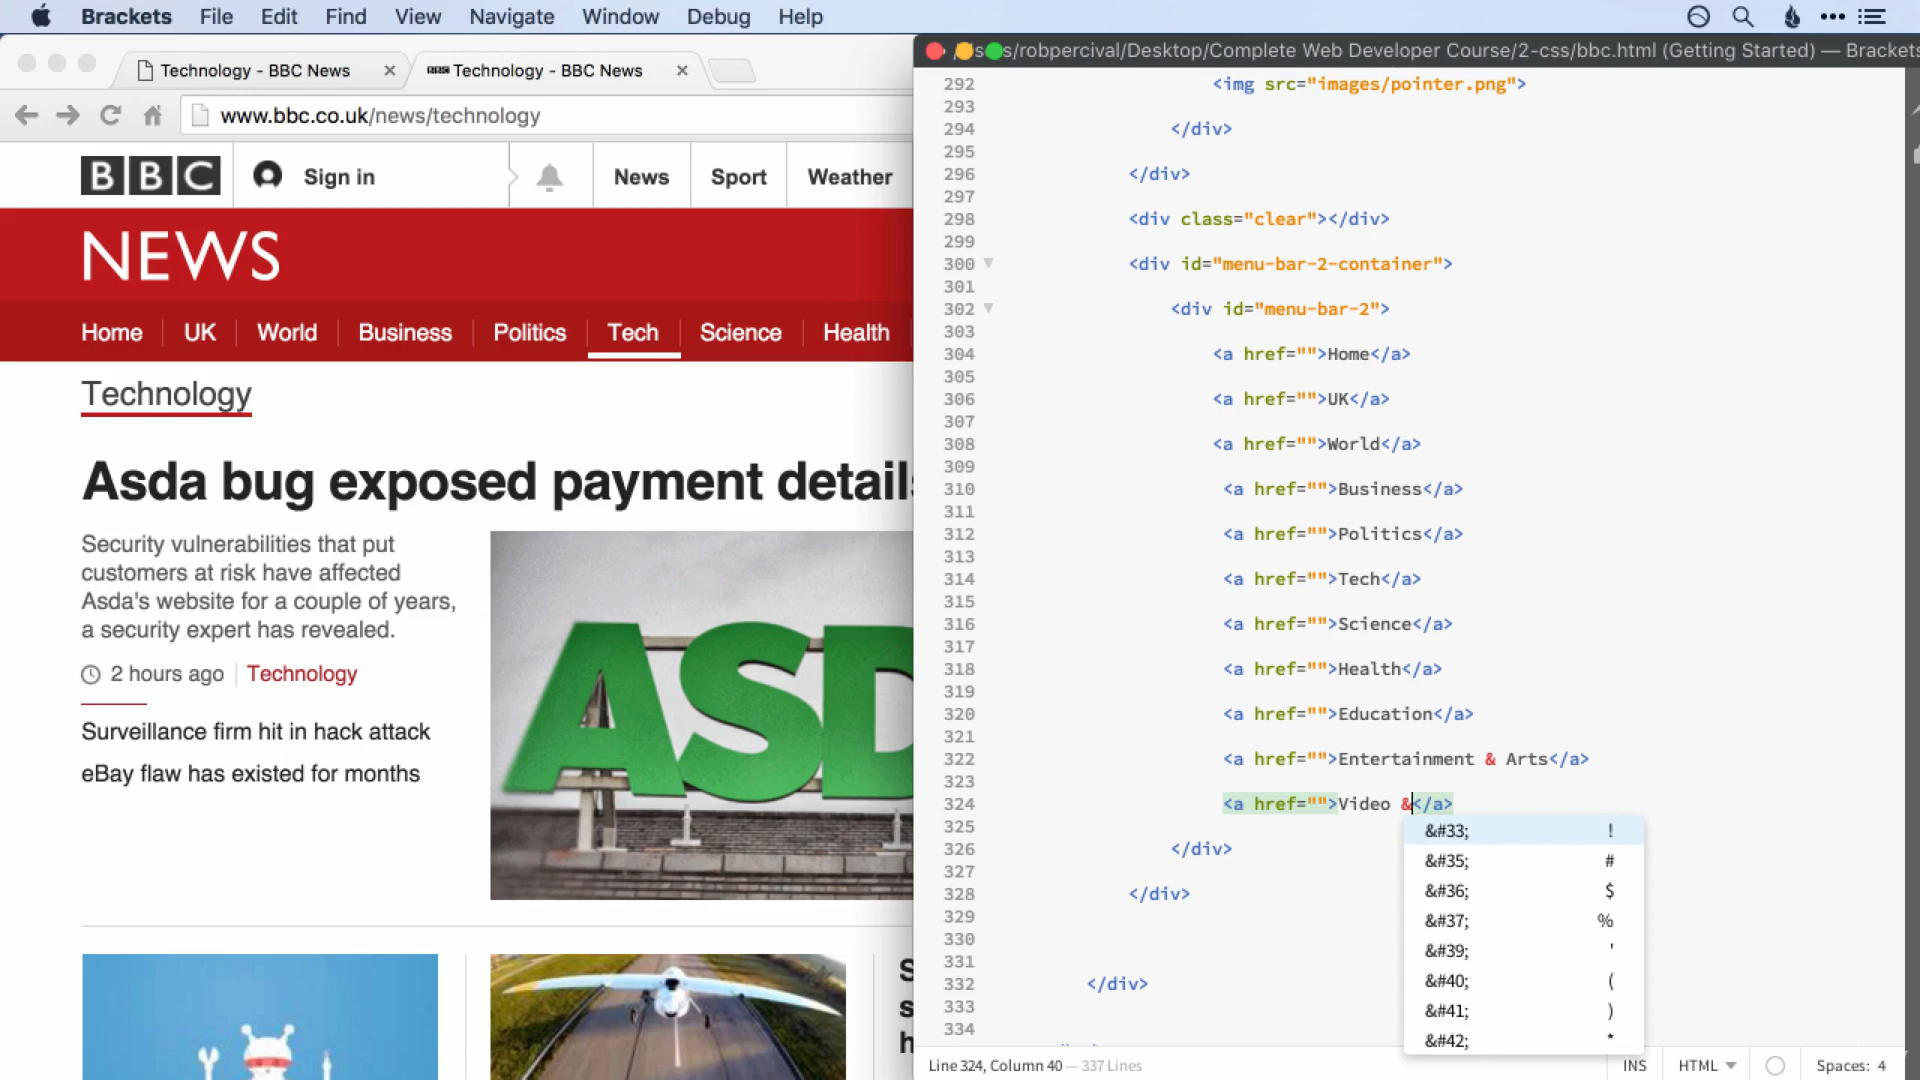 Brackets File Edit Find View Navigate Window Debug Help
Technology - BBC News × Technology - BBC News ×
s s/robpercival/Desktop/Complete Web Developer Course/2-css/bbc.html (Getting Started) — Brackets
www.bbc.co.uk/news/technology
BBC Sign in News Sport Weather
NEWS
Home UK World Business Politics Tech Science Health
Technology
Asda bug exposed payment details
Security vulnerabilities that put
customers at risk have affected
Asda's website for a couple of years,
a security expert has revealed.
2 hours ago Technology
Surveillance firm hit in hack attack
eBay flaw has existed for months
ASD
S
s
h
292 <img src="images/pointer.png">
293
294 </div>
295
296 </div>
297
298 <div class="clear"></div>
299
300 <div id="menu-bar-2-container">
301
302 <div id="menu-bar-2">
303
304 <a href="">Home</a>
305
306 <a href="">UK</a>
307
308 <a href="">World</a>
309
310 <a href="">Business</a>
311
312 <a href="">Politics</a>
313
314 <a href="">Tech</a>
315
316 <a href="">Science</a>
317
318 <a href="">Health</a>
319
320 <a href="">Education</a>
321
322 <a href="">Entertainment & Arts</a>
323
324 <a href="">Video &</a>
325
326 </div>
327
328 </div>
329
330
331
332 </div>
333
334
&#33; !
&#35; #
&#36; $
&#37; %
&#39; '
&#40; (
&#41; )
&#42; *
Line 324, Column 40 — 337 Lines INS HTML Spaces: 4